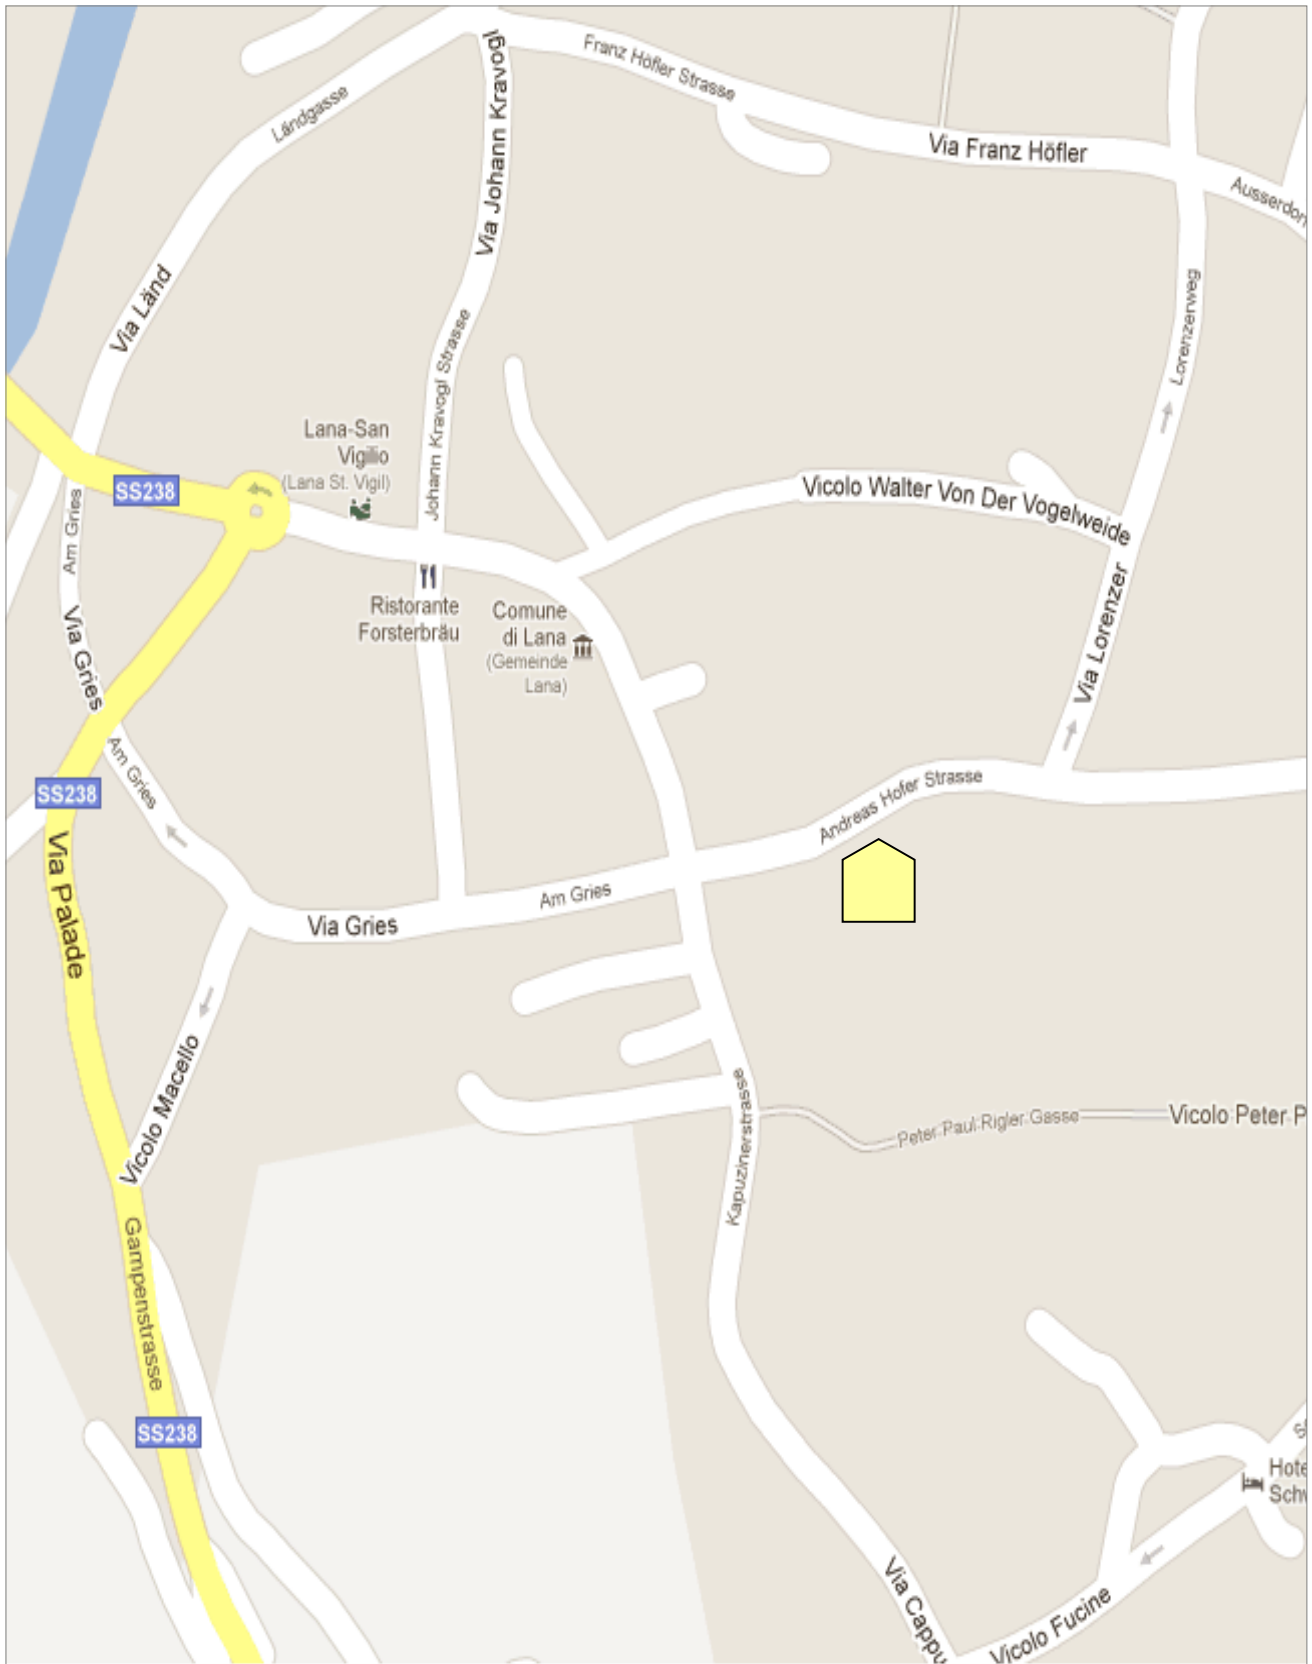 Via Johann Kravogl
Franz Höfler Strasse
Ländgasse
Via Franz Höfler
Ausserdorf
Via Länd
Lorenzerweg
Johann Kravogl Strasse
Lana-San
Vigilio
(Lana St. Vigil)
SS238
Vicolo Walter Von Der Vogelweide
Am Gries
Ristorante
Forsterbräu
Comune
di Lana
(Gemeinde
Lana)
Via Gries
Via Lorenzer
Am Gries
SS238
Andreas Hofer Strasse
Via Palade
Am Gries
Via Gries
Vicolo Macello
Kapuzinerstrasse
Peter Paul Rigler Gasse
Vicolo Peter P
Gampenstrasse
SS238
S
Hote
Schw
Via Cappu
Vicolo Fucine